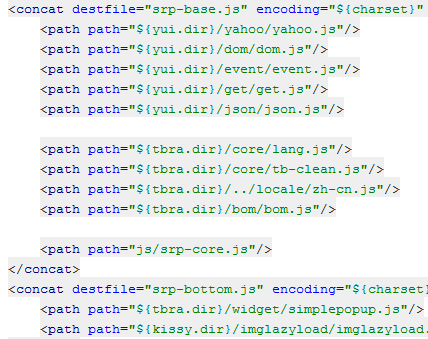 <concat destfile="srp-base.js" encoding="${charset}"
<path path="${yui.dir}/yahoo/yahoo.js"/>
<path path="${yui.dir}/dom/dom.js"/>
<path path="${yui.dir}/event/event.js"/>
<path path="${yui.dir}/get/get.js"/>
<path path="${yui.dir}/json/json.js"/>
<path path="${tbra.dir}/core/lang.js"/>
<path path="${tbra.dir}/core/tb-clean.js"/>
<path path="${tbra.dir}/../locale/zh-cn.js"/>
<path path="${tbra.dir}/bom/bom.js"/>
<path path="js/srp-core.js"/>
</concat>
<concat destfile="srp-bottom.js" encoding="${charset}
<path path="${tbra.dir}/widget/simplepopup.js"/>
<path path="${kissy.dir}/imglazyload/imglazyload.